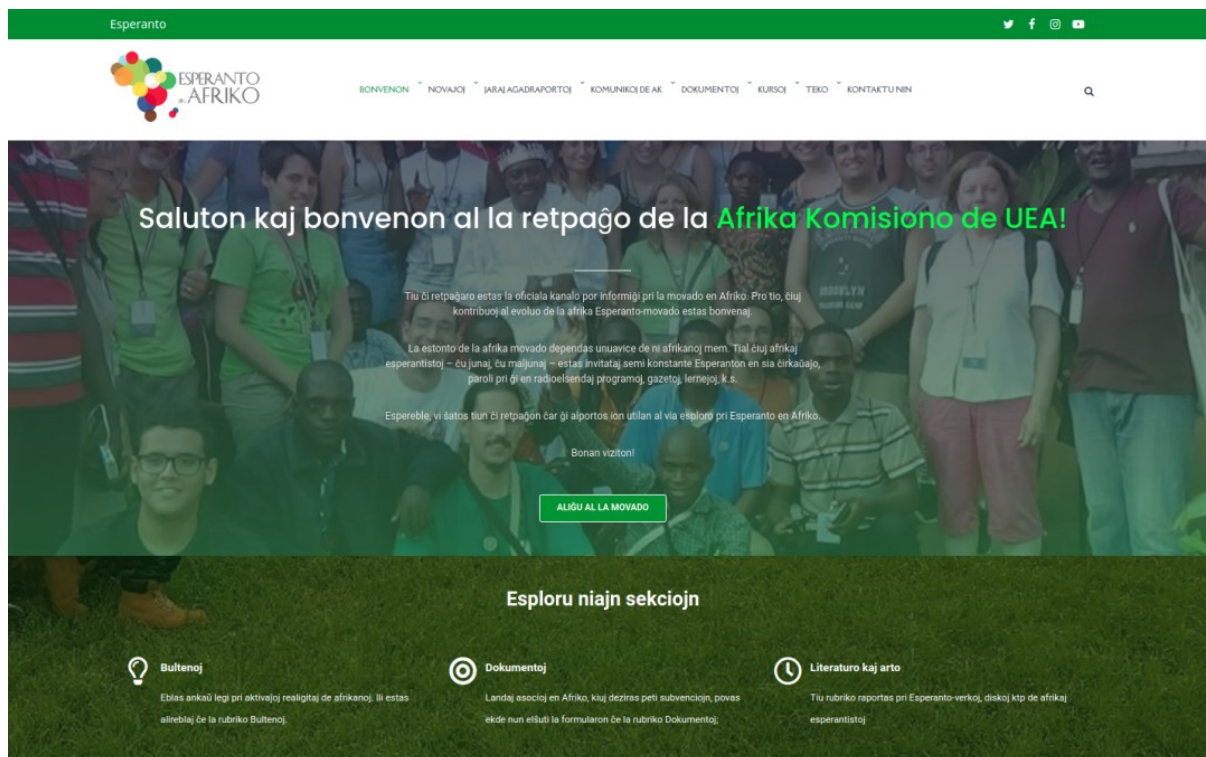 Esperanto
ESPERANTO
en AFRIKO
BONVENON NOVAJOJ JARAJ AGADRAPORTOJ KOMUNIKOJ DE AK DOKUMENTOJ KURSOJ TEKO KONTAKTU NIN
Saluton kaj bonvenon al la retpaĝo de la Afrika Komisiono de UEA!
Tiu ĉi retpaĝaro estas la oficiala kanalo por informiĝi pri la movado en Afriko. Pro tio, ĉiuj
kontribuoj al evoluo de la afrika Esperanto-movado estas bonvenaj.
La estonto de la afrika movado dependas unuavice de ni afrikanoj mem. Tial ĉiuj afrikaj
esperantistoj – ĉu junaj, ĉu maljunaj – estas invitataj semi konstante Esperanton en sia ĉirkaŭaĵo,
paroli pri ĝi en radioelsendaj programoj, gazetoj, lernejoj, k.s.
Espereble, vi ŝatos tiun ĉi retpaĝon ĉar ĝi alportos ion utilan al via esploro pri Esperanto en Afriko.
Bonan viziton!
ALIĜU AL LA MOVADO
Esploru niajn sekciojn
Bultenoj
Eblas ankaŭ legi pri aktivaĵoj realigitaj de afrikanoj. Ili estas
alireblaj ĉe la rubriko Bultenoj.
Dokumentoj
Landaj asocioj en Afriko, kiuj deziras peti subvenciojn, povas
ekde nun elŝuti la formularon ĉe la rubriko Dokumentoj;
Literaturo kaj arto
Tiu rubriko raportas pri Esperanto-verkoj, diskoj ktp de afrikaj
esperantistoj